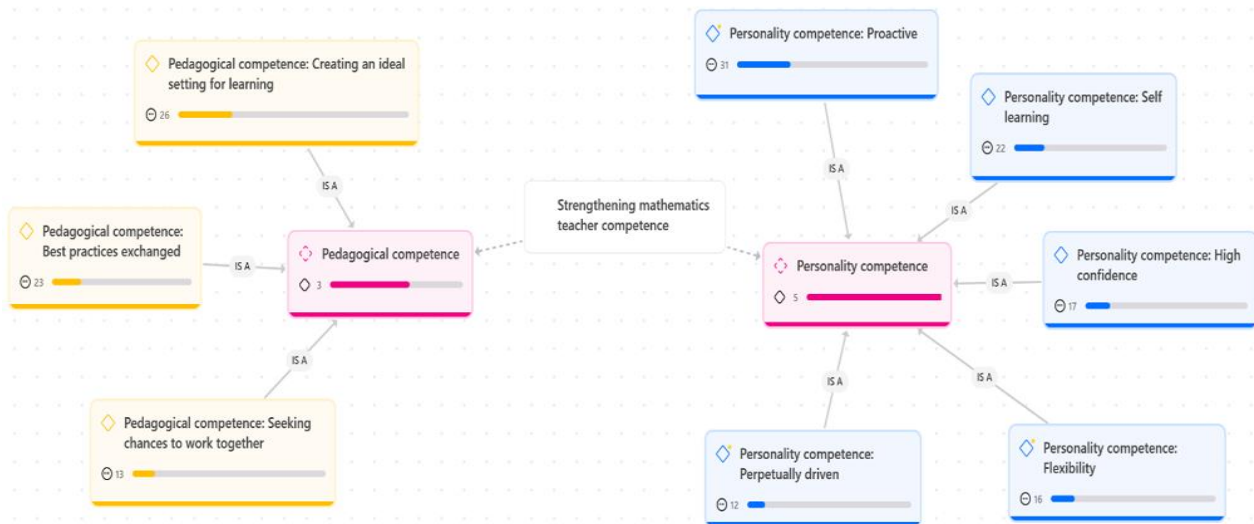 Personality competence: Proactive
31
Pedagogical competence: Creating an ideal
setting for learning
26
Personality competence: Self
learning
22
IS A
IS A
IS A
Strengthening mathematics
teacher competence
Pedagogical competence:
Best practices exchanged
23
IS A
Pedagogical competence
3
Personality competence
5
IS A
Personality competence: High
confidence
17
IS A
IS A
IS A
Pedagogical competence: Seeking
chances to work together
13
Personality competence:
Perpetually driven
12
Personality competence:
Flexibility
16